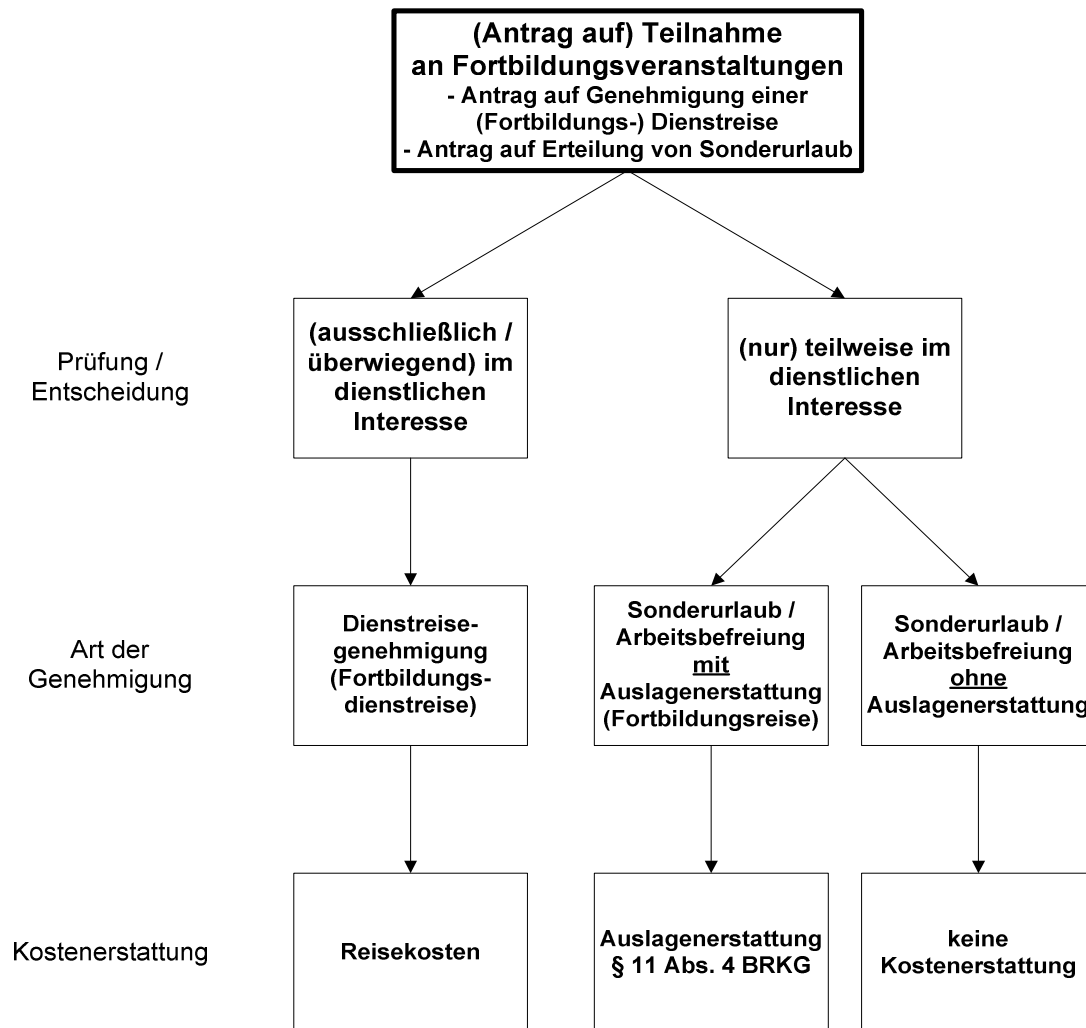 (Antrag auf) Teilnahme
an Fortbildungsveranstaltungen
- Antrag auf Genehmigung einer
(Fortbildungs-) Dienstreise
- Antrag auf Erteilung von Sonderurlaub
Prüfung /
Entscheidung
(ausschließlich /
überwiegend) im
dienstlichen
Interesse
(nur) teilweise im
dienstlichen
Interesse
Art der
Genehmigung
Dienstreise-
genehmigung
(Fortbildungs-
dienstreise)
Sonderurlaub /
Arbeitsbefreiung
mit
Auslagenerstattung
(Fortbildungsreise)
Sonderurlaub /
Arbeitsbefreiung
ohne
Auslagenerstattung
Kostenerstattung
Reisekosten
Auslagenerstattung
§ 11 Abs. 4 BRKG
keine
Kostenerstattung